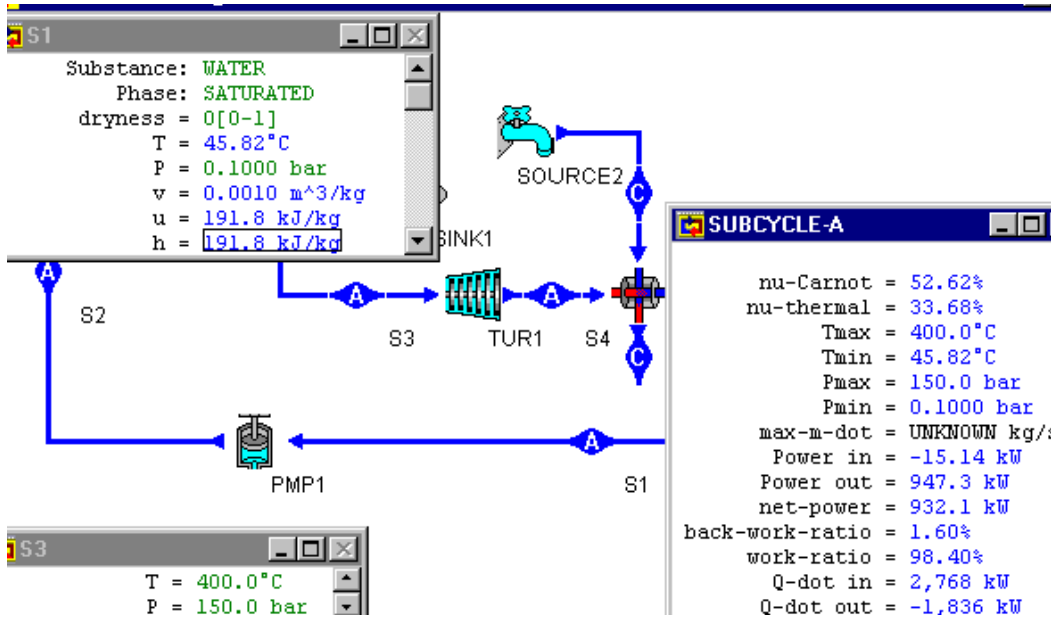 S1
Substance: WATER
Phase: SATURATED
dryness = 0[0-1]
T = 45.82°C
P = 0.1000 bar
v = 0.0010 m^3/kg
u = 191.8 kJ/kg
h = 191.8 kJ/kg
SOURCE2
C
SINK1
A
S2
A
A
S3
TUR1
S4
C
PMP1
A
S1
SUBCYCLE-A
nu-Carnot = 52.62%
nu-thermal = 33.68%
Tmax = 400.0°C
Tmin = 45.82°C
Pmax = 150.0 bar
Pmin = 0.1000 bar
max-m-dot = UNKNOWN kg/s
Power in = -15.14 kW
Power out = 947.3 kW
net-power = 932.1 kW
back-work-ratio = 1.60%
work-ratio = 98.40%
Q-dot in = 2,768 kW
Q-dot out = -1,836 kW
S3
T = 400.0°C
P = 150.0 bar